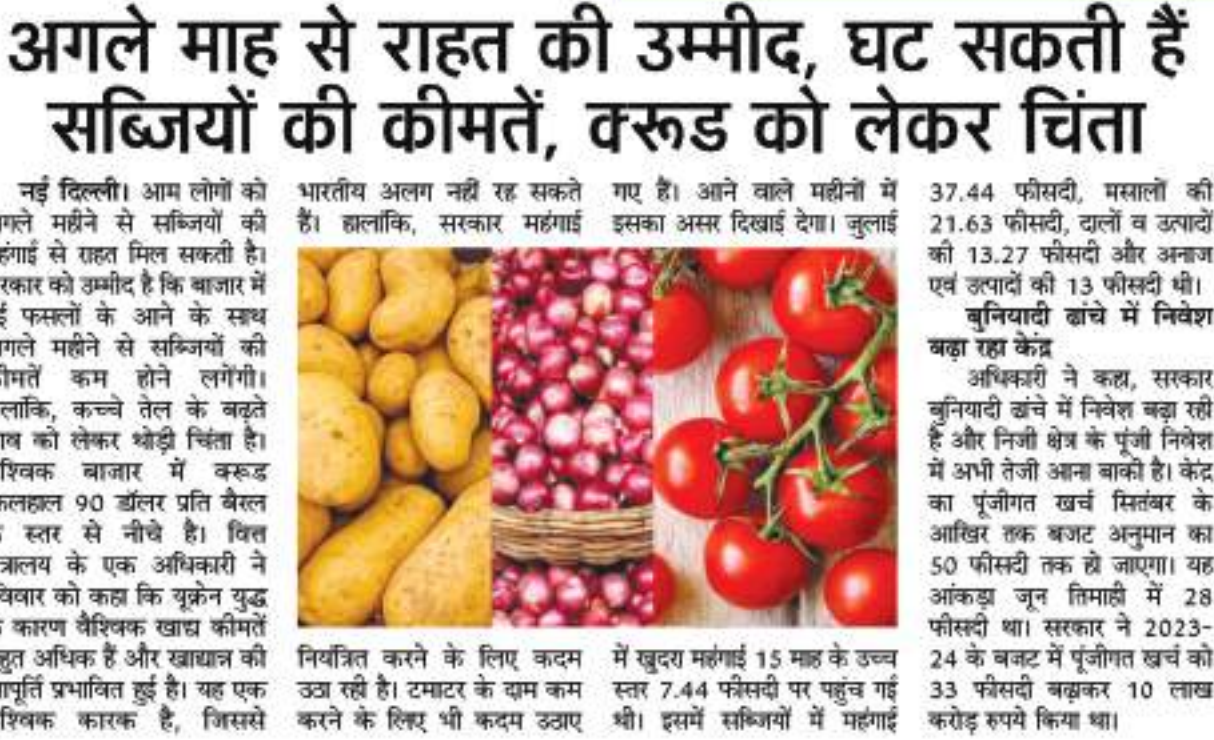 अगले माह से राहत की उम्मीद, घट सकती हैं
सब्जियों की कीमतें, क्रूड को लेकर चिंता
नई दिल्ली। आम लोगों को
महीने से सब्जियों की
से राहत मिल सकती है।
को उम्मीद है कि बाजार में
फसलों के आने के साथ
महीने से सब्जियों की
कम होने लगेंगी।
कच्चे तेल के बढ़ते
को लेकर थोड़ी चिंता है।
बाजार में क्रूड
90 डॉलर प्रति बैरल
स्तर से नीचे है। वित्त
के एक अधिकारी ने
को कहा कि यूक्रेन युद्ध
कारण वैश्विक खाद्य कीमतें
अधिक हैं और खाद्यान्न की
प्रभावित हुई है। यह एक
कारक है, जिससे
भारतीय अलग नहीं रह सकते
हैं। हालांकि, सरकार महंगाई
नियंत्रित करने के लिए कदम
उठा रही है। टमाटर के दाम कम
करने के लिए भी कदम उठाए
गए हैं। आने वाले महीनों में
इसका असर दिखाई देगा। जुलाई
में खुदरा महंगाई 15 माह के उच्च
स्तर 7.44 फीसदी पर पहुंच गई
थी। इसमें सब्जियों में महंगाई
37.44 फीसदी, मसालों की
21.63 फीसदी, दालों व उत्पादों
की 13.27 फीसदी और अनाज
एवं उत्पादों की 13 फीसदी थी।
बुनियादी ढांचे में निवेश
बढ़ा रहा केंद्र
अधिकारी ने कहा, सरकार
बुनियादी ढांचे में निवेश बढ़ा रही
है और निजी क्षेत्र के पूंजी निवेश
में अभी तेजी आना बाकी है। केंद्र
का पूंजीगत खर्च सितंबर के
आखिर तक बजट अनुमान का
50 फीसदी तक हो जाएगा। यह
आंकड़ा जून तिमाही में 28
फीसदी था। सरकार ने 2023-
24 के बजट में पूंजीगत खर्च को
33 फीसदी बढ़ाकर 10 लाख
करोड़ रुपये किया था।